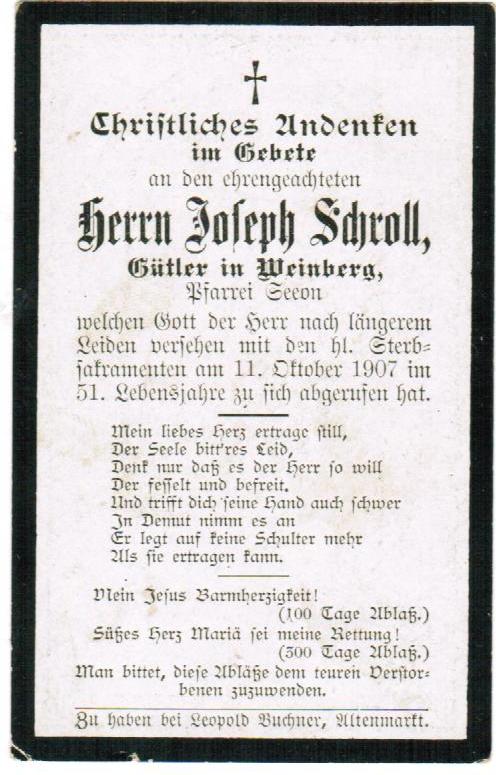 Christliches Andenken
im Gebete
an den ehrengeachteten
Herrn Joseph Schroll,
Gütler in Weinberg,
Pfarrei Seeon
welchen Gott der Herr nach längerem
Leiden versehen mit den hl. Sterb-
sakramenten am 11. Oktober 1907 im
51. Lebensjahre zu sich abgerufen hat.
Mein liebes Herz ertrage still,
Der Seele bitt'res Leid,
Denk nur daß es der Herr so will
Der fesselt und befreit.
Und trifft dich seine Hand auch schwer
In Demut nimm es an
Er legt auf keine Schulter mehr
Als sie ertragen kann.
Mein Jesus Barmherzigkeit!
(100 Tage Ablaß.)
Süßes Herz Mariä sei meine Rettung!
(300 Tage Ablaß.)
Man bittet, diese Abläße dem teuren Verstor-
benen zuzuwenden.
Zu haben bei Leopold Buchner, Altenmarkt.